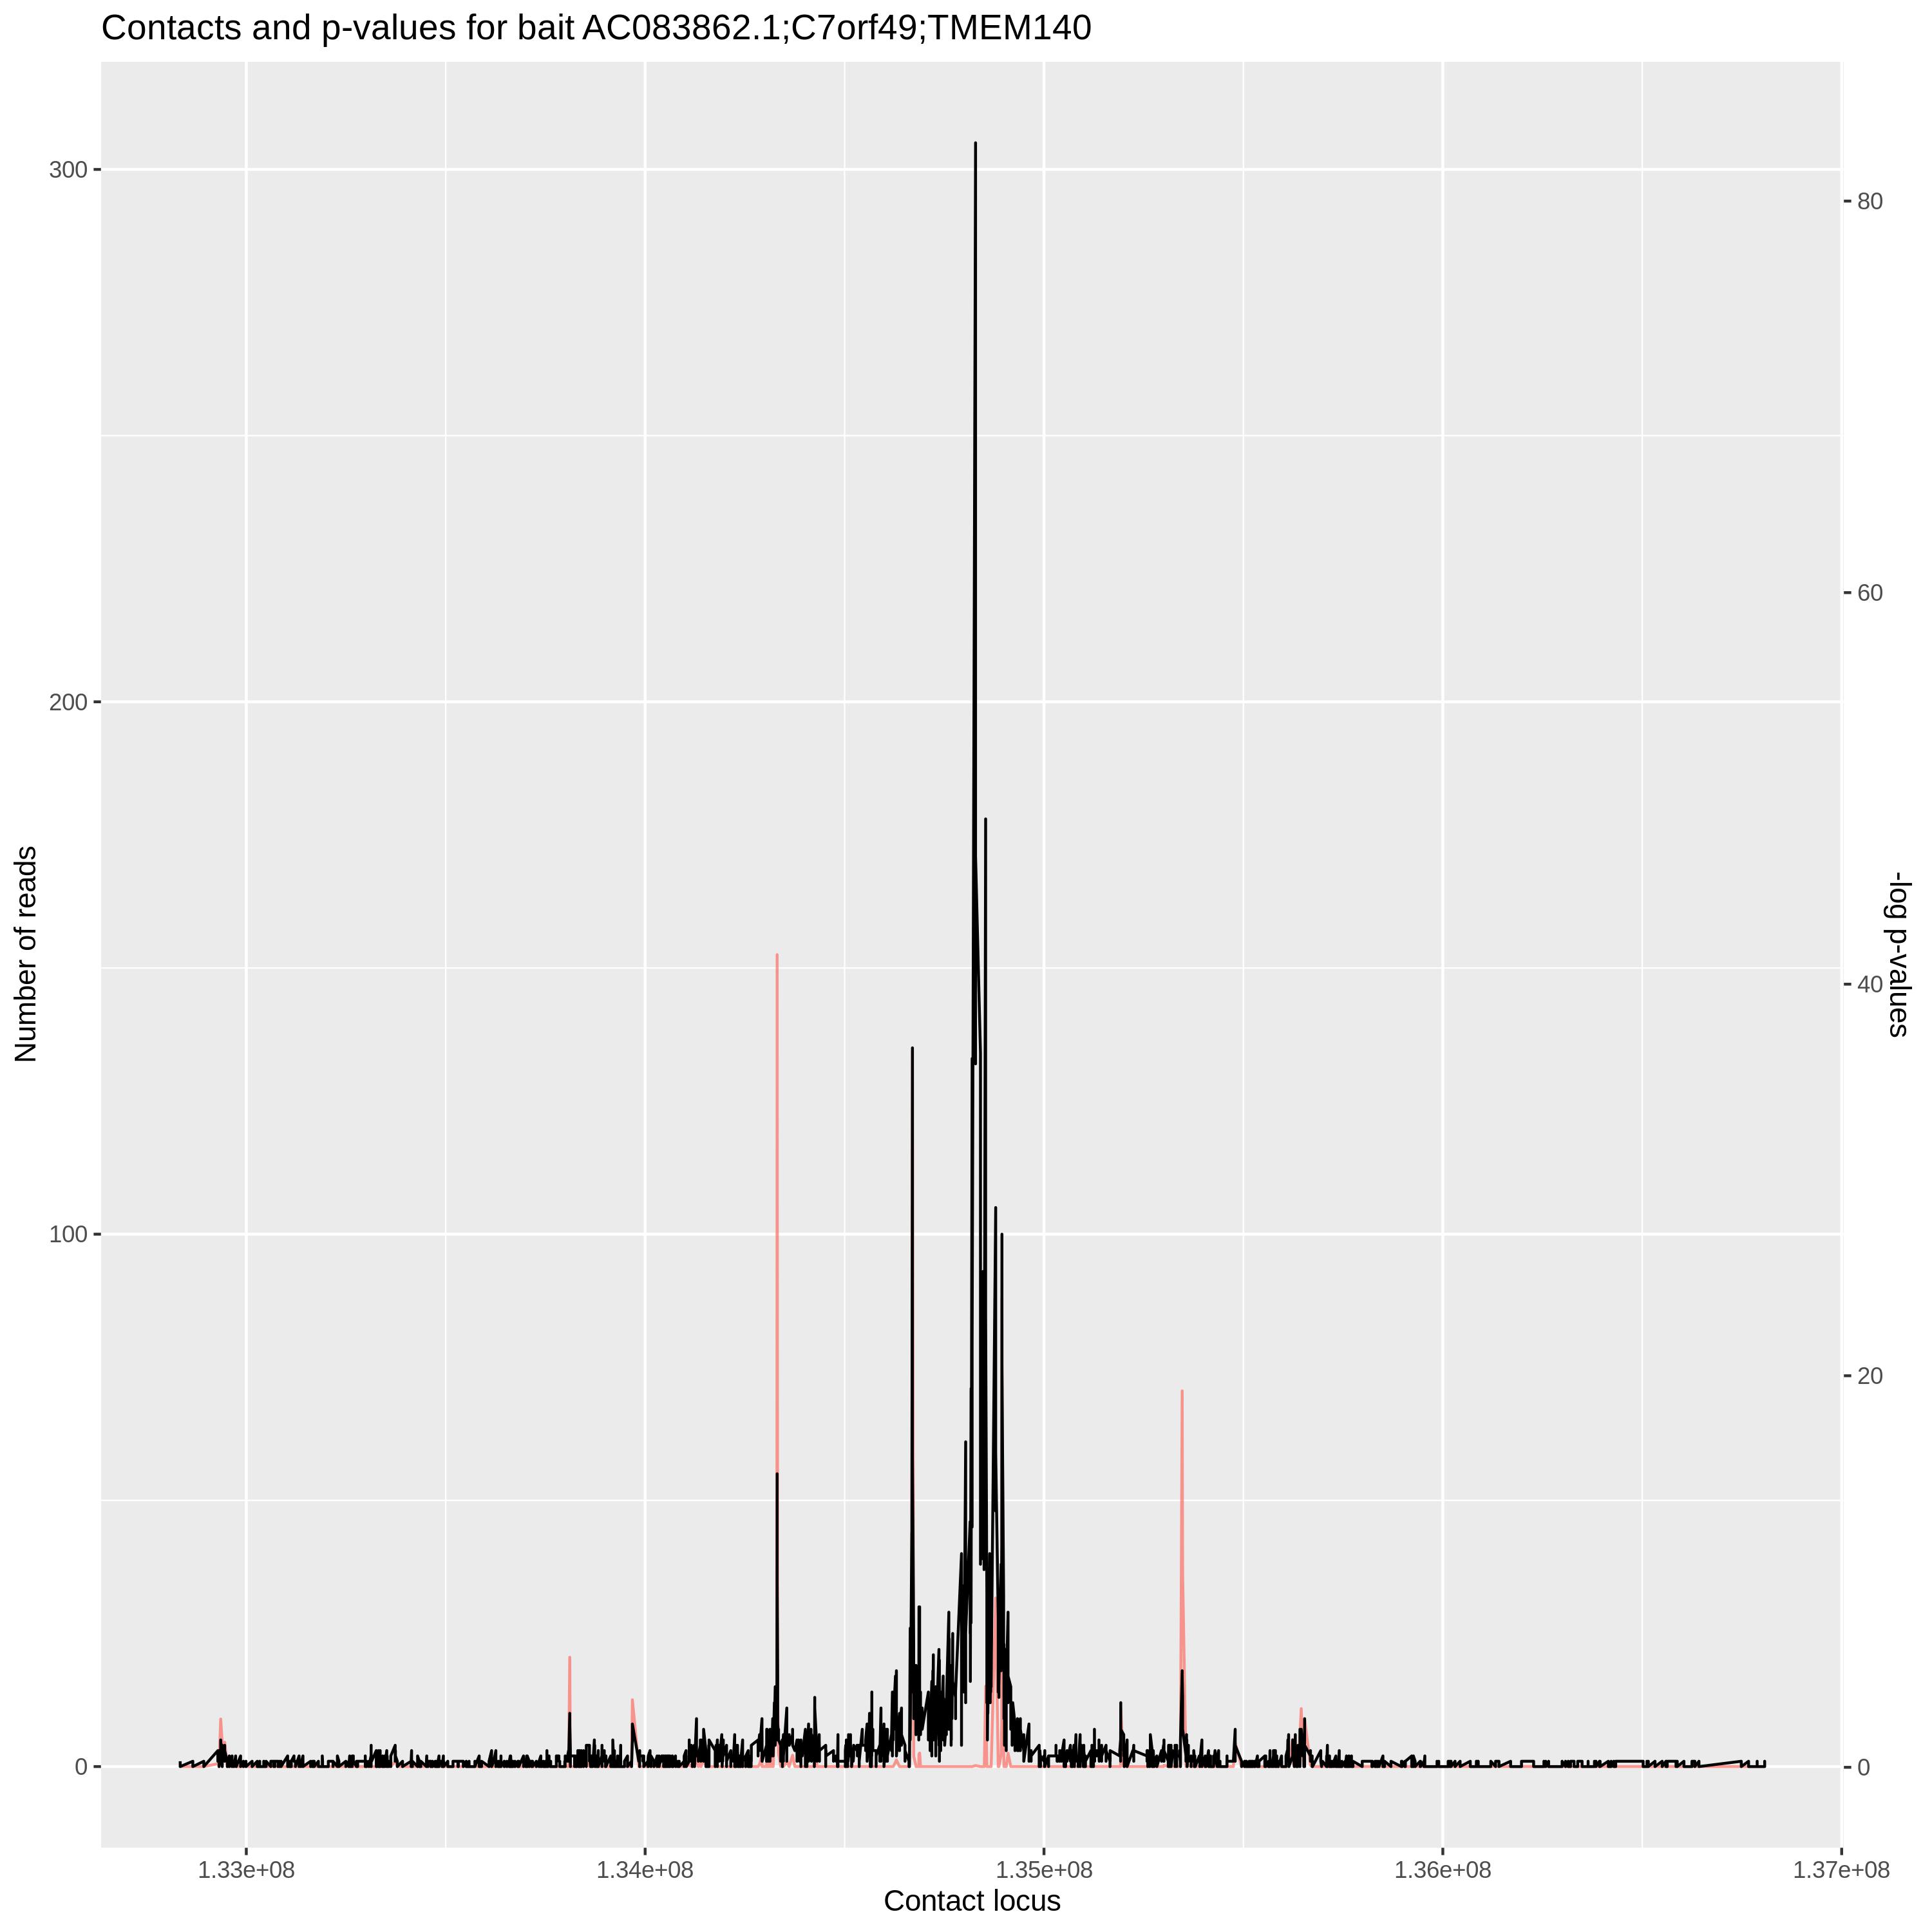 Contacts and p-values for bait AC083862.1;C7orf49;TMEM140
300
200
100
0
Number of reads
80
60
40
20
0
-log p-values
1.33e+08
1.34e+08
1.35e+08
1.36e+08
1.37e+08
Contact locus